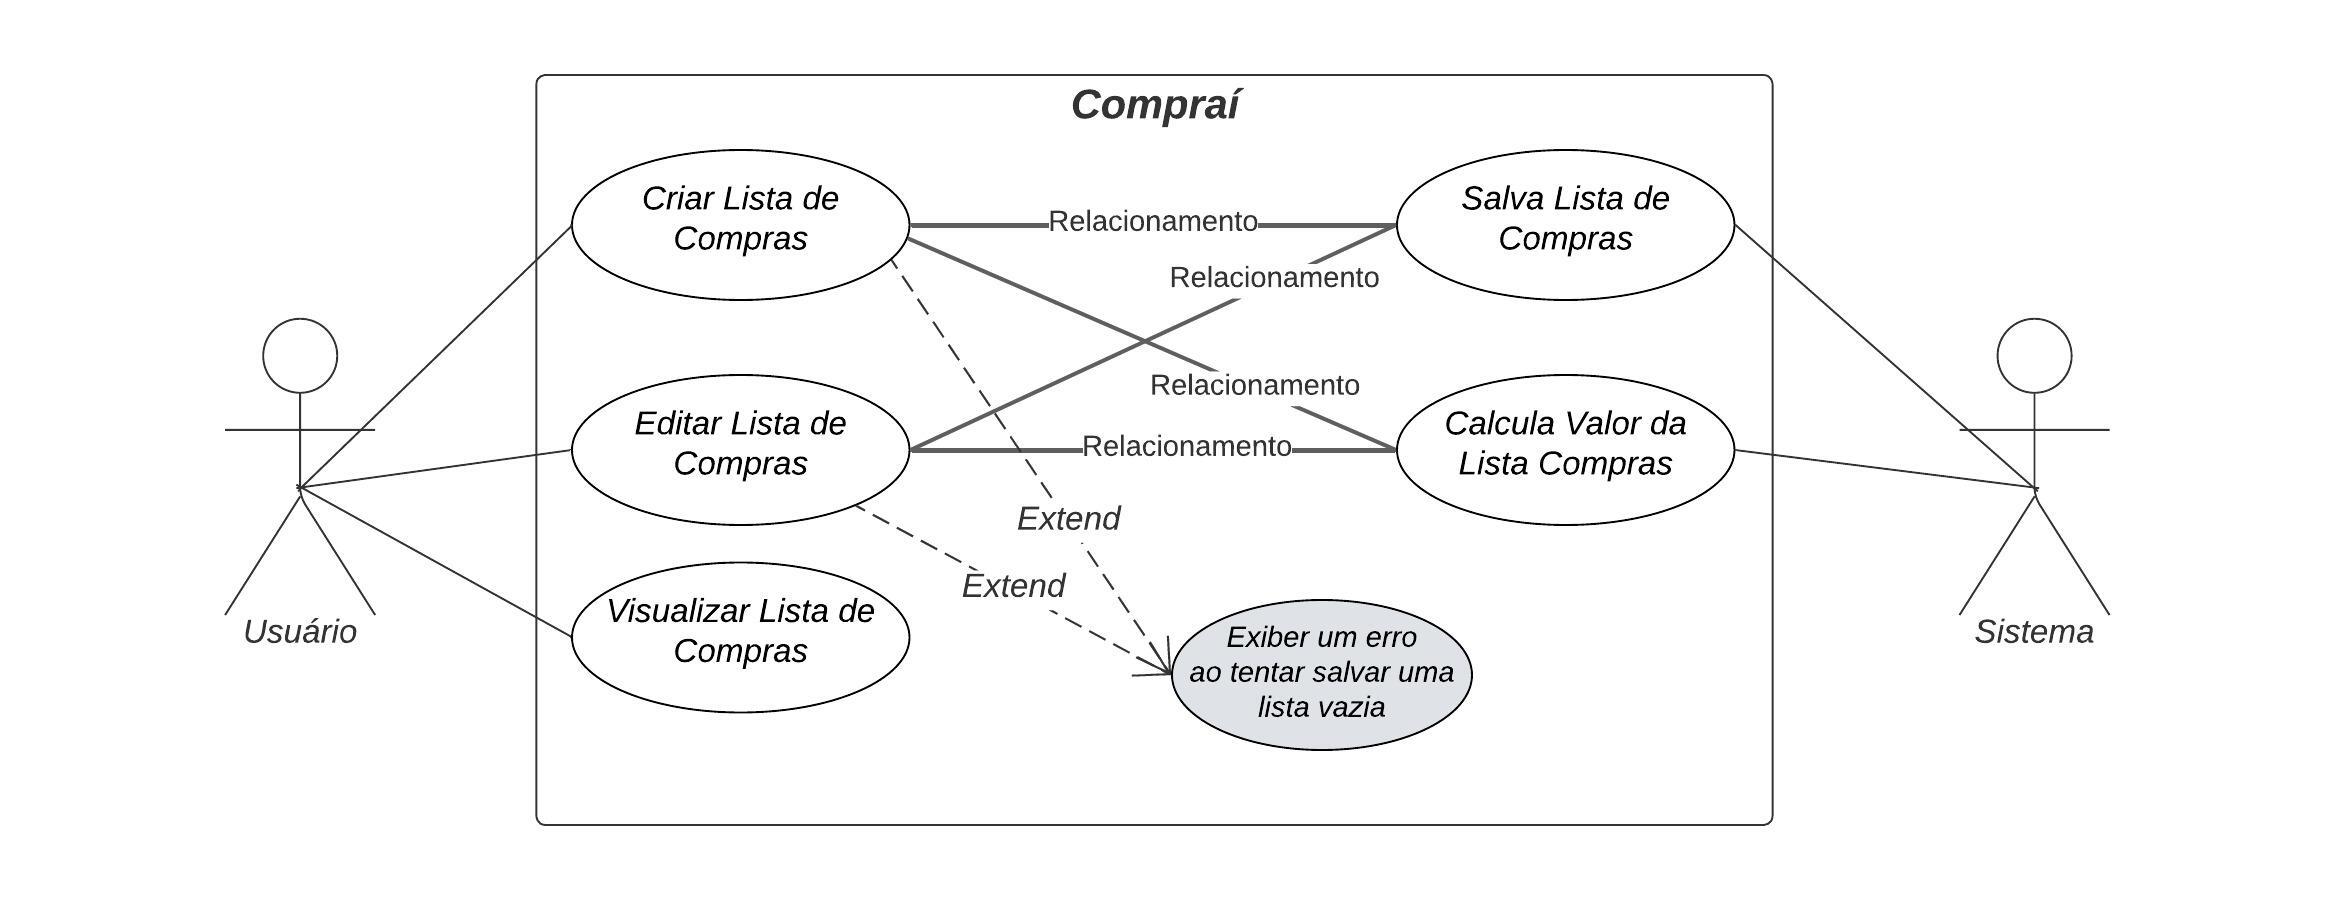 Compraí
Criar Lista de
Compras
Relacionamento
Salva Lista de
Compras
Relacionamento
Relacionamento
Editar Lista de
Compras
Relacionamento
Calcula Valor da
Lista Compras
Extend
Extend
Visualizar Lista de
Compras
Exiber um erro
ao tentar salvar uma
lista vazia
Usuário
Sistema